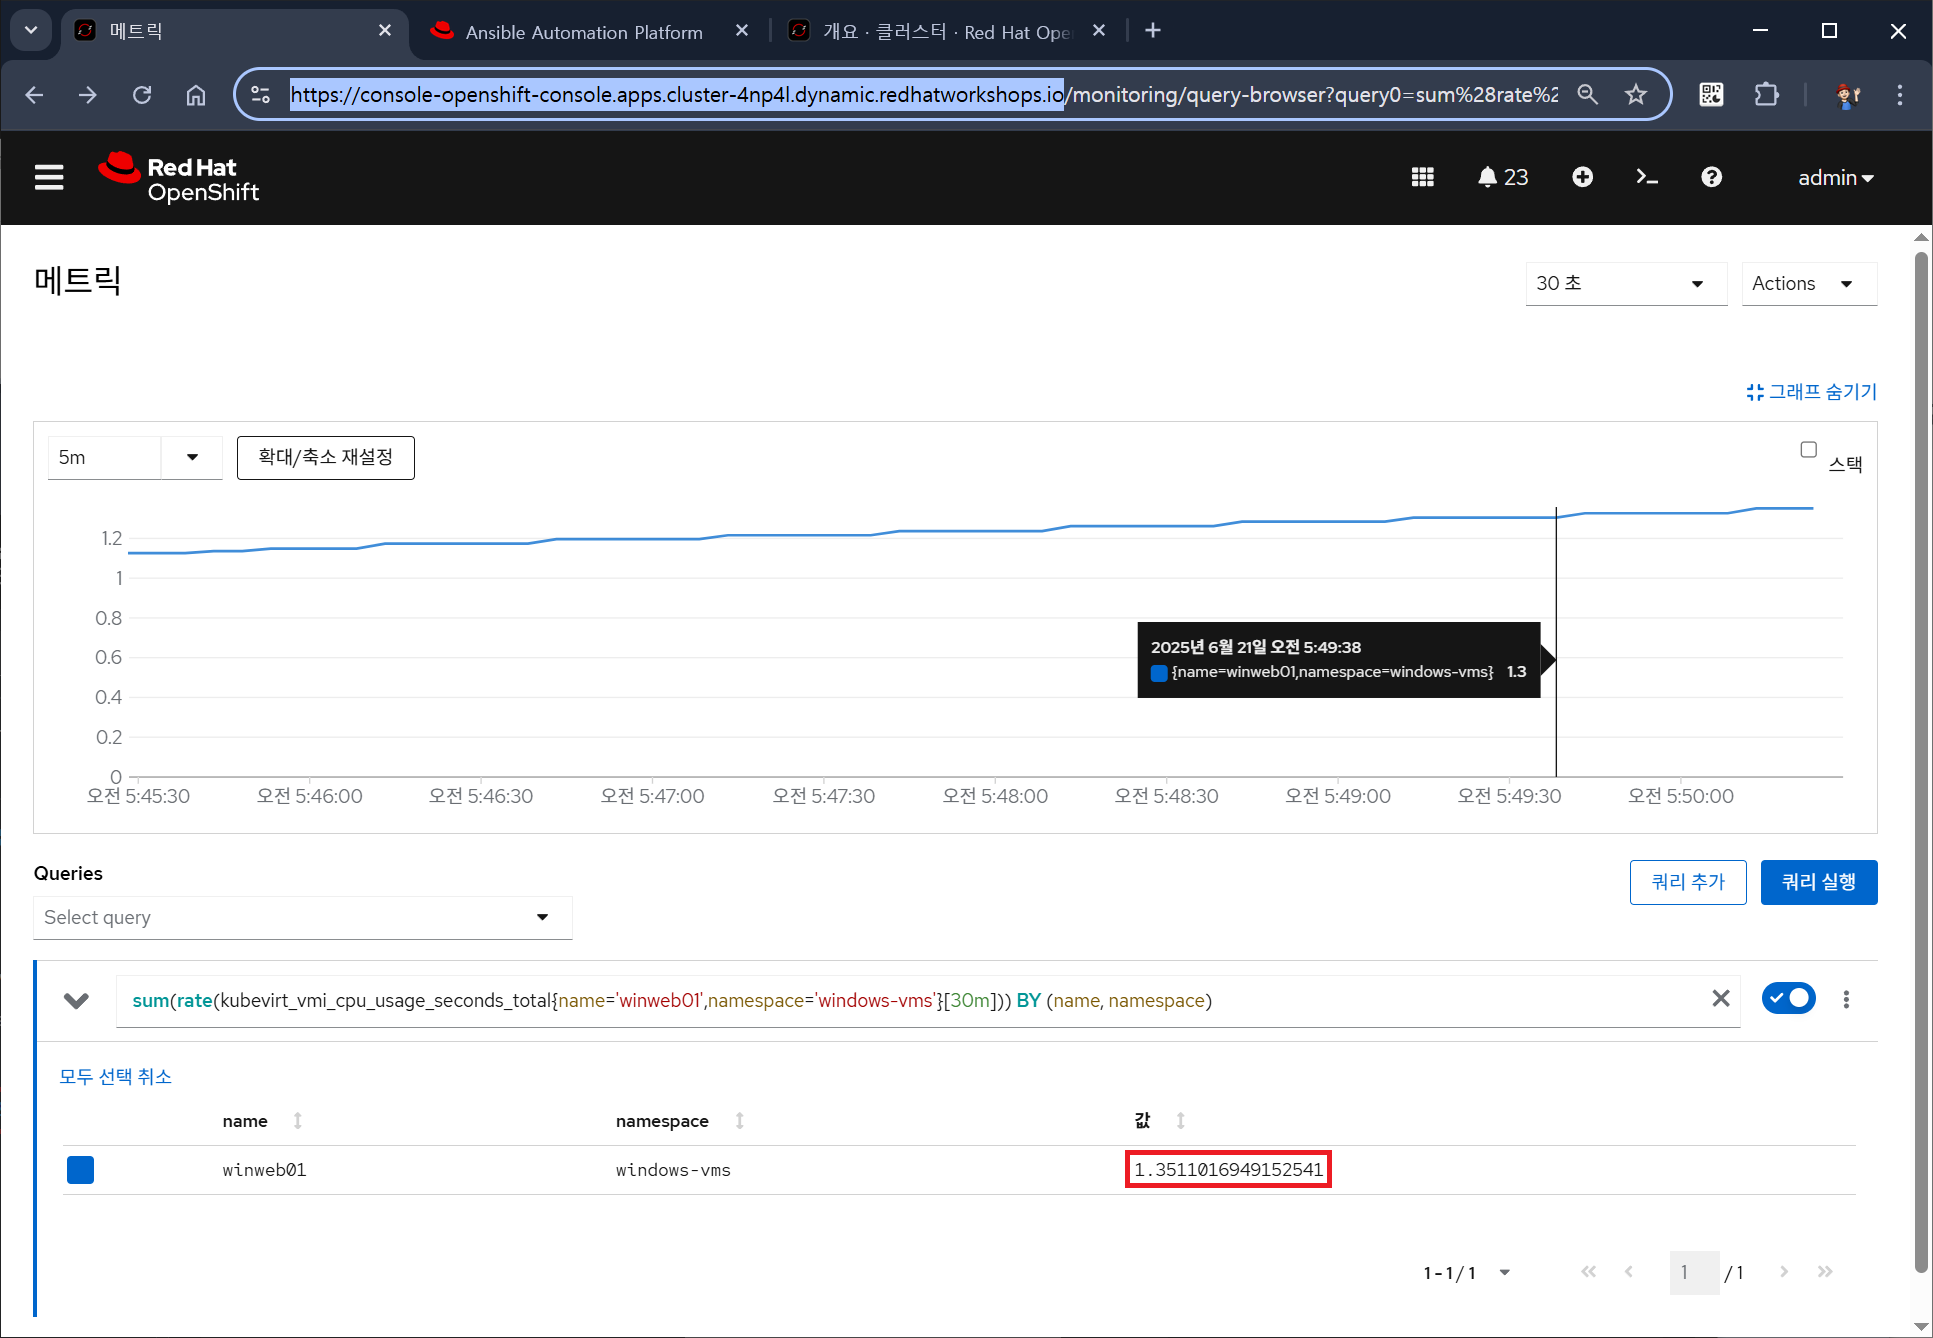 메트릭
Ansible Automation Platform
개요 · 클러스터 · Red Hat Ope
https://console-openshift-console.apps.cluster-4np4l.dynamic.redhatworkshops.io/monitoring/query-browser?query0=sum%28rate%2
Red Hat
OpenShift
23
admin
메트릭
30 초
Actions
그래프 숨기기
5m
확대/축소 재설정
스택
1.2
1
0.8
0.6
0.4
0.2
0
2025년 6월 21일 오전 5:49:38
{name=winweb01,namespace=windows-vms} 1.3
오전 5:45:30
오전 5:46:00
오전 5:46:30
오전 5:47:00
오전 5:47:30
오전 5:48:00
오전 5:48:30
오전 5:49:00
오전 5:49:30
오전 5:50:00
Queries
쿼리 추가
쿼리 실행
Select query
sum(rate(kubevirt_vmi_cpu_usage_seconds_total{name='winweb01',namespace='windows-vms'}[30m])) BY (name, namespace)
모두 선택 취소
name
namespace
값
winweb01
windows-vms
1.3511016949152541
1 - 1 / 1
1
/ 1